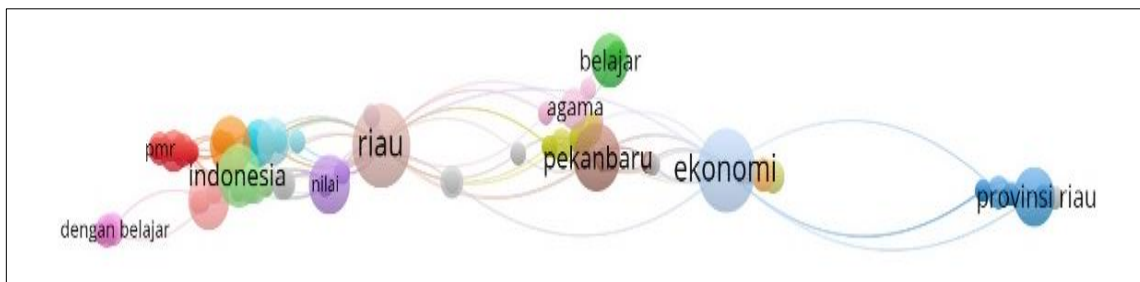 belajar
agama
riau
pmr
pekanbaru
ekonomi
indonesia
nilai
provinsi riau
dengan belajar